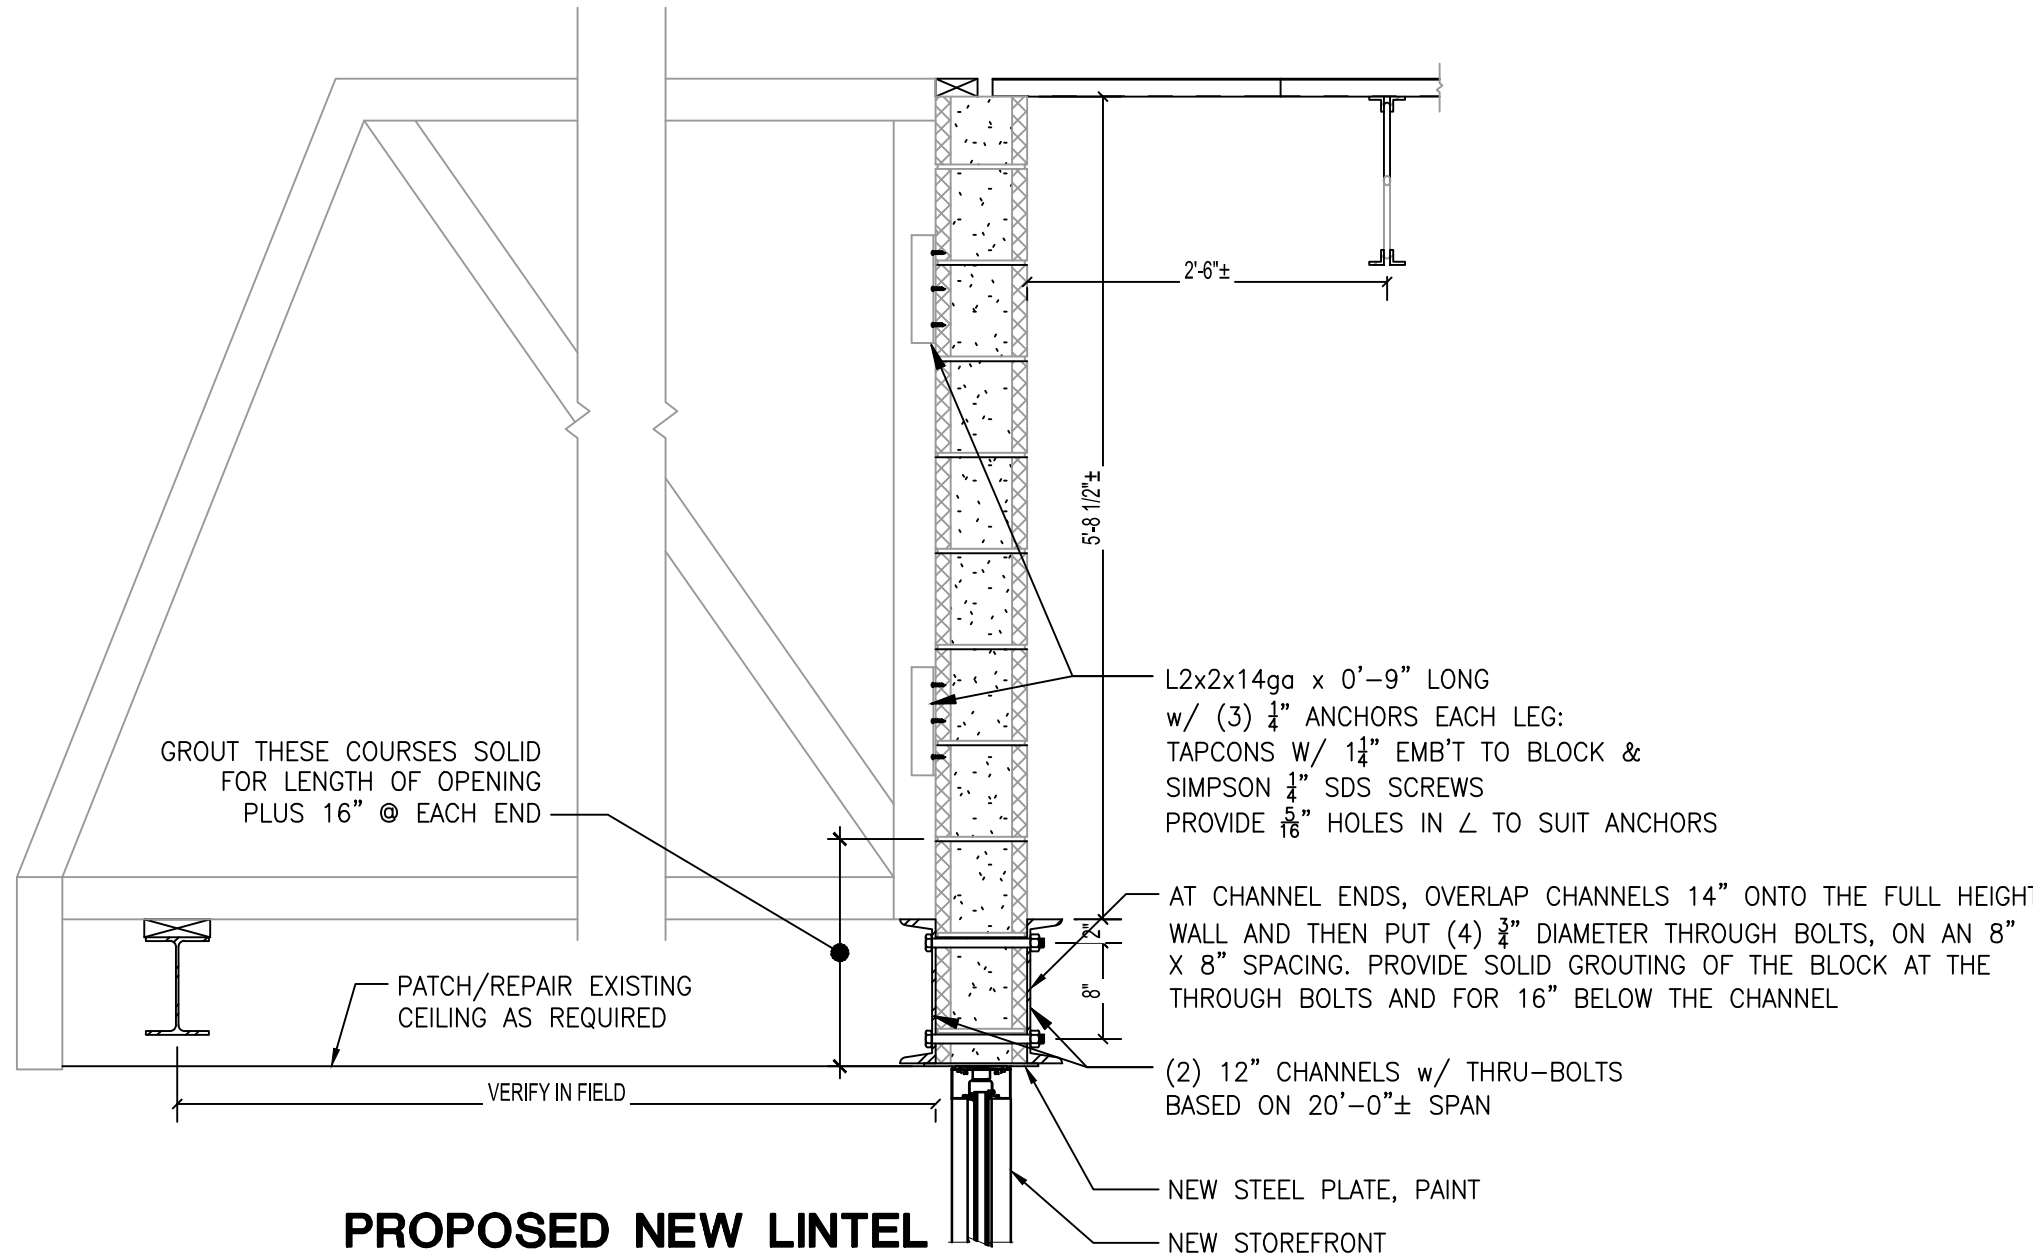 2'-6"±
5'-8 1/2"±
L2x2x14ga x 0'-9" LONG
w/ (3) 1/4" ANCHORS EACH LEG:
TAPCONS W/ 1 1/4" EMB'T TO BLOCK &
SIMPSON 1/4" SDS SCREWS
PROVIDE 5/16" HOLES IN ∠ TO SUIT ANCHORS
GROUT THESE COURSES SOLID
FOR LENGTH OF OPENING
PLUS 16" @ EACH END
AT CHANNEL ENDS, OVERLAP CHANNELS 14" ONTO THE FULL HEIGHT
WALL AND THEN PUT (4) 3/4" DIAMETER THROUGH BOLTS, ON AN 8"
X 8" SPACING. PROVIDE SOLID GROUTING OF THE BLOCK AT THE
THROUGH BOLTS AND FOR 16" BELOW THE CHANNEL
2"
8"
PATCH/REPAIR EXISTING
CEILING AS REQUIRED
(2) 12" CHANNELS w/ THRU-BOLTS
BASED ON 20'-0"± SPAN
VERIFY IN FIELD
NEW STEEL PLATE, PAINT
NEW STOREFRONT
PROPOSED NEW LINTEL